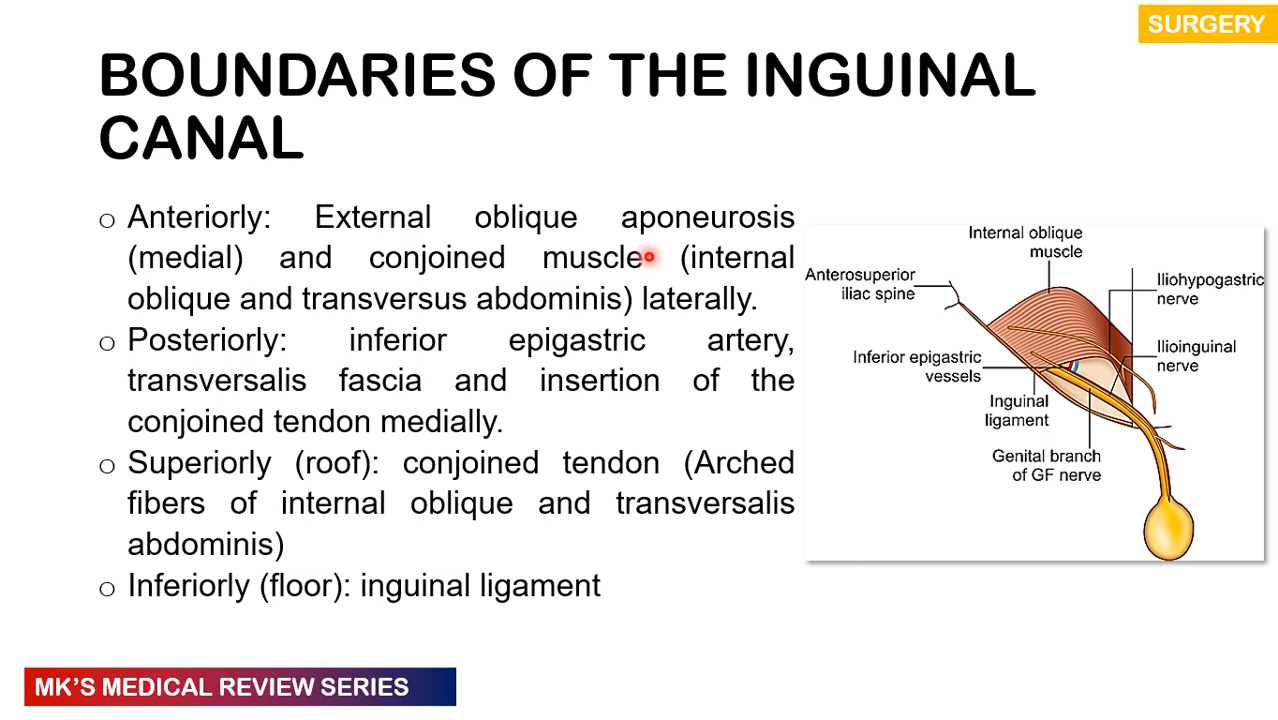 SURGERY
BOUNDARIES OF THE INGUINAL
CANAL
o Anteriorly: External oblique aponeurosis
(medial) and conjoined muscle (internal
oblique and transversus abdominis) laterally.
o Posteriorly: inferior epigastric artery,
transversalis fascia and insertion of the
conjoined tendon medially.
o Superiorly (roof): conjoined tendon (Arched
fibers of internal oblique and transversalis
abdominis)
o Inferiorly (floor): inguinal ligament
Internal oblique
muscle
Anterosuperior
iliac spine
Iliohypogastric
nerve
Inferior epigastric
vessels
Ilioinguinal
nerve
Inguinal
ligament
Genital branch
of GF nerve
MK'S MEDICAL REVIEW SERIES